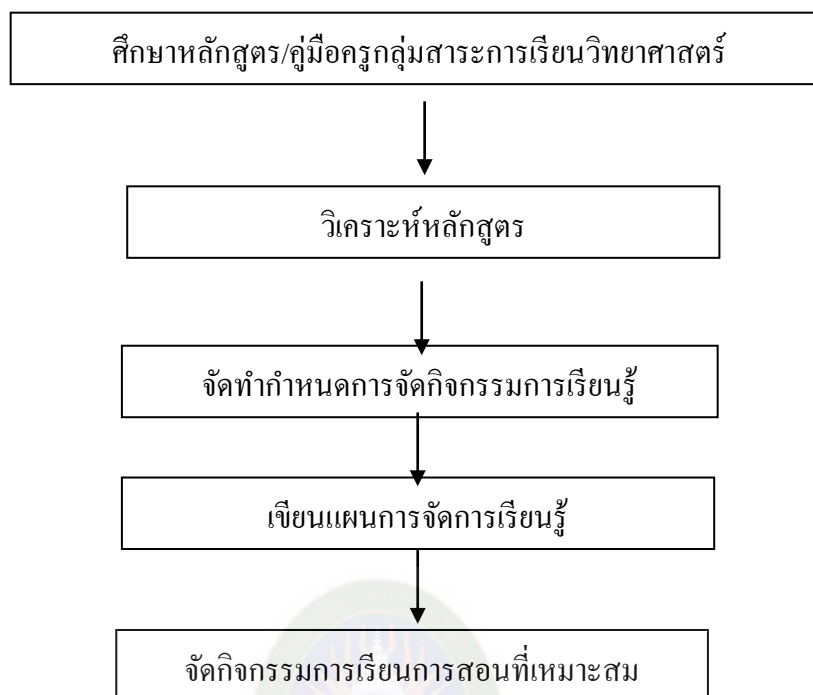 ศึกษาหลักสูตร/คู่มือครูกลุ่มสาระการเรียนวิทยาศาสตร์
วิเคราะห์หลักสูตร
จัดทำกำหนดการจัดกิจกรรมการเรียนรู้
เขียนแผนการจัดการเรียนรู้
จัดกิจกรรมการเรียนการสอนที่เหมาะสม